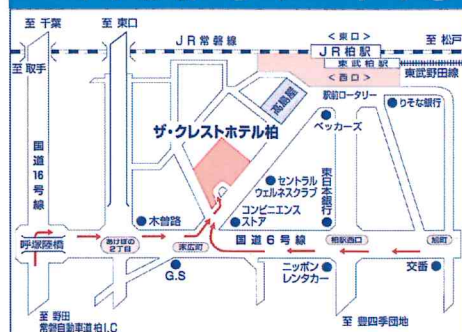 至 千葉
至 東口
<東口>
至 松戸
JR常磐線
JR柏駅
東武柏駅
至 取手
<西口>
東武野田線
駅前ロータリー
高島屋
りそな銀行
ベッカーズ
ザ・クレストホテル柏
国道16号線
セントラル
ウェルネスクラブ
東日本銀行
木曽路
コンビニエンス
ストア
呼塚陸橋
あけぼの
2丁目
末広町
国道6号線
柏駅西口
旭町
G.S
ニッポン
レンタカー
交番
至 野田
常磐自動車道 柏I.C
至 豊四季団地